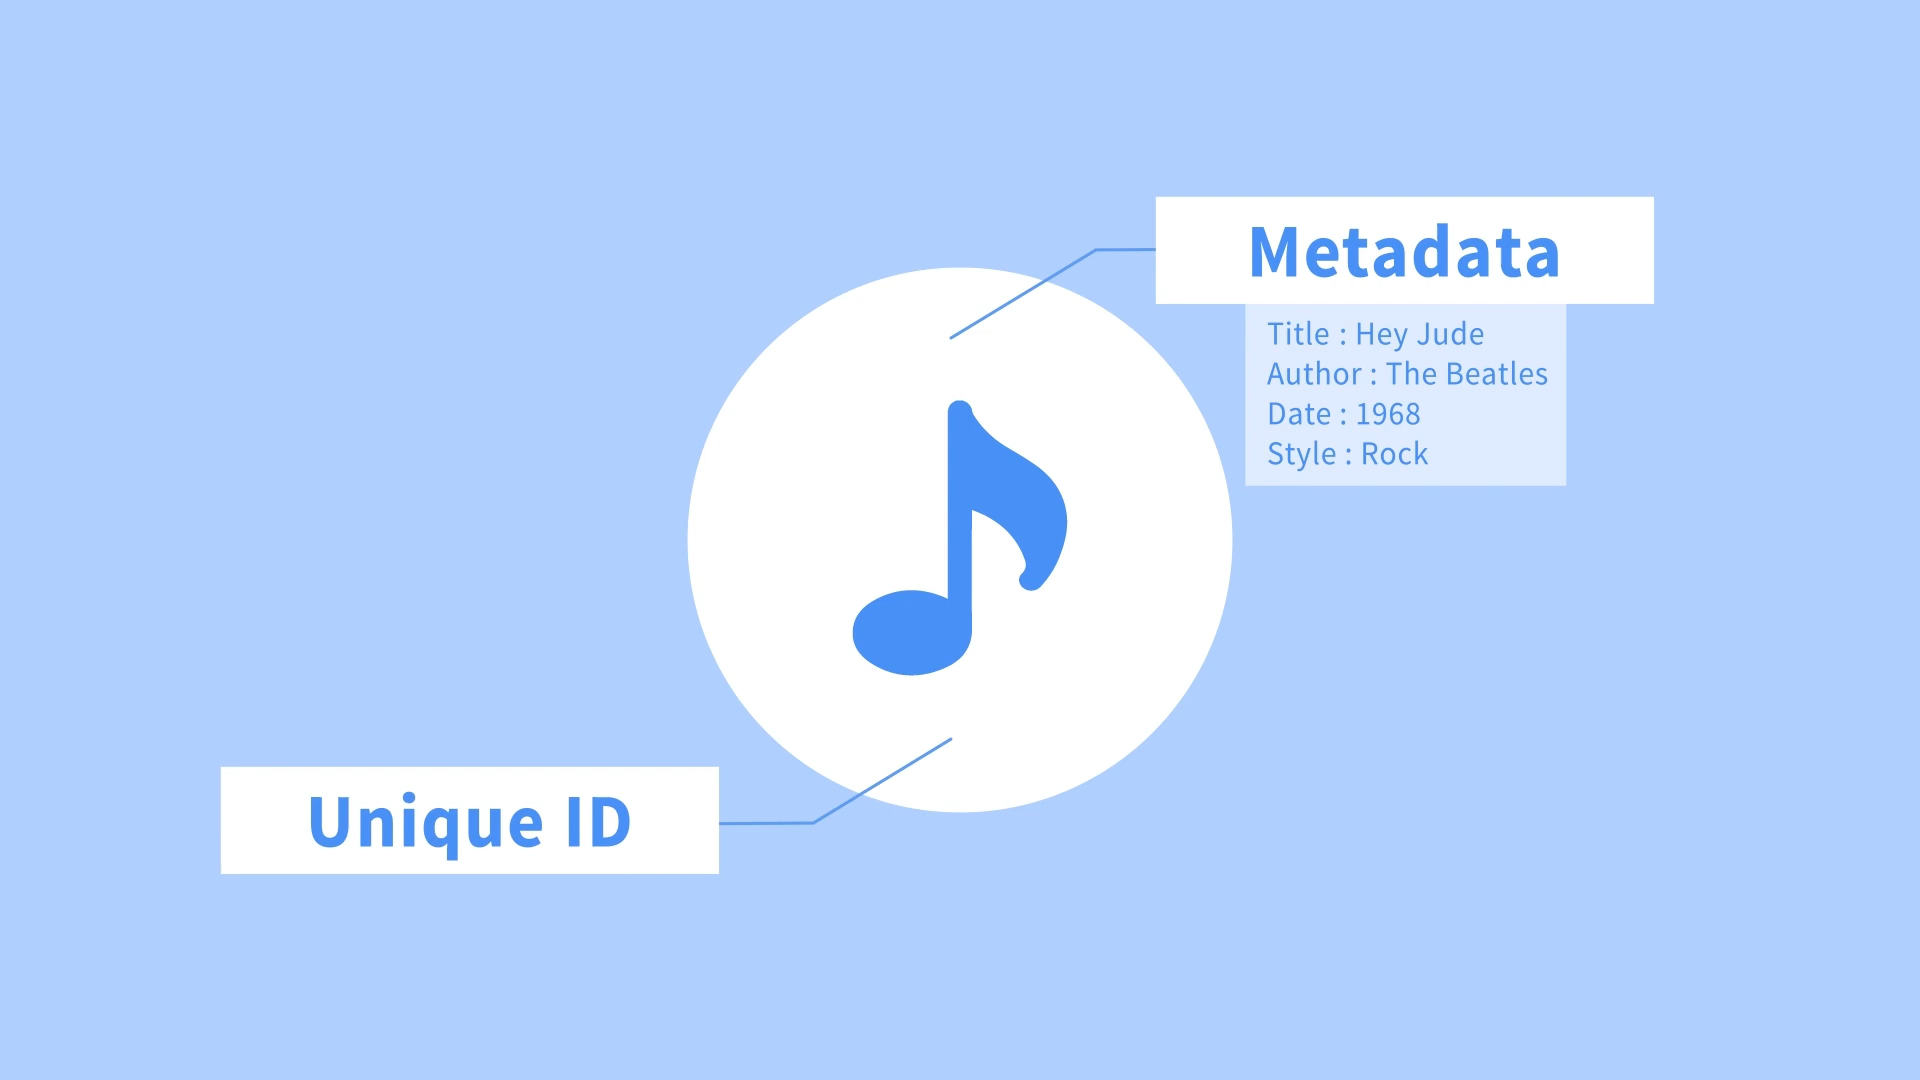 Metadata
Title : Hey Jude
Author : The Beatles
Date : 1968
Style : Rock
Unique ID